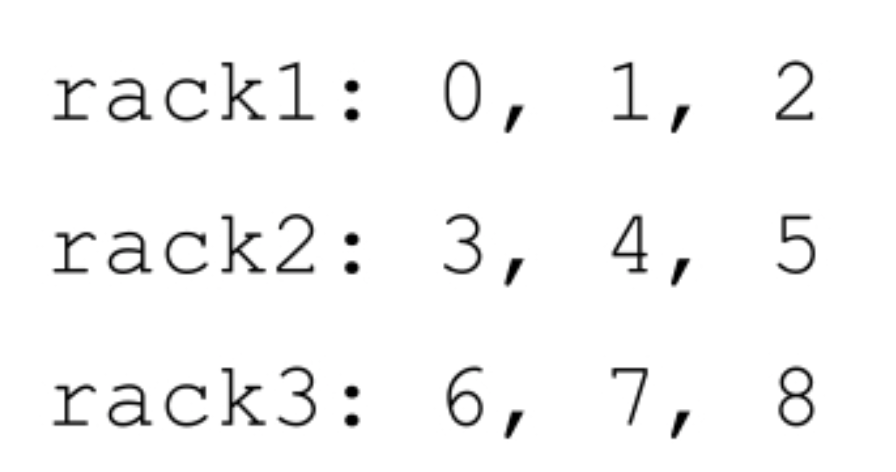 rack1: 0, 1, 2
rack2: 3, 4, 5
rack3: 6, 7, 8